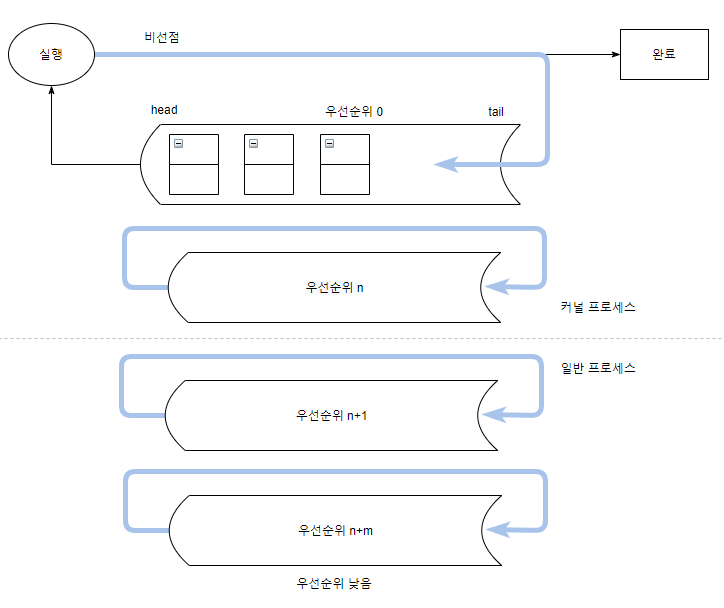 비선점
실행
완료
head
우선순위 0
tail
우선순위 n
커널 프로세스
일반 프로세스
우선순위 n+1
우선순위 n+m
우선순위 낮음